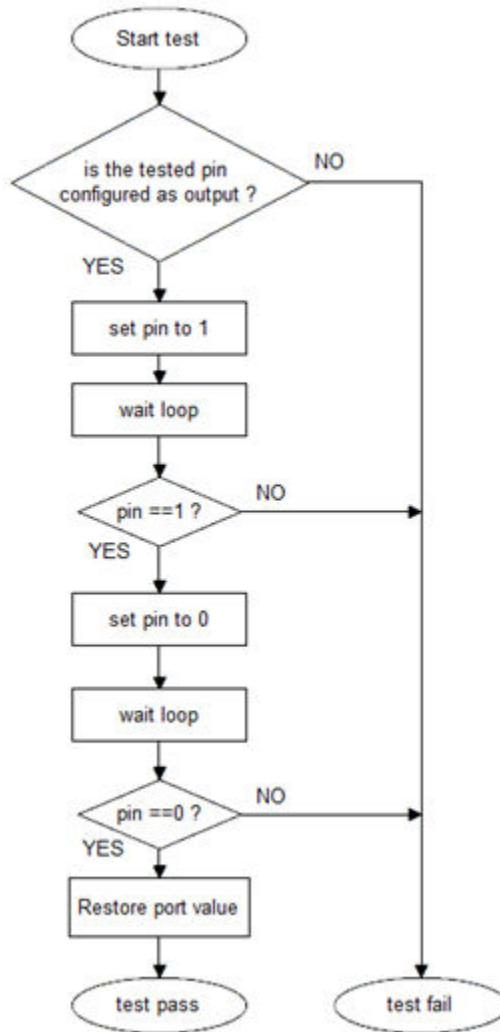 Start test
is the tested pin
configured as output ?
NO
YES
set pin to 1
wait loop
pin ==1 ?
NO
YES
set pin to 0
wait loop
pin ==0 ?
NO
YES
Restore port value
test pass
test fail